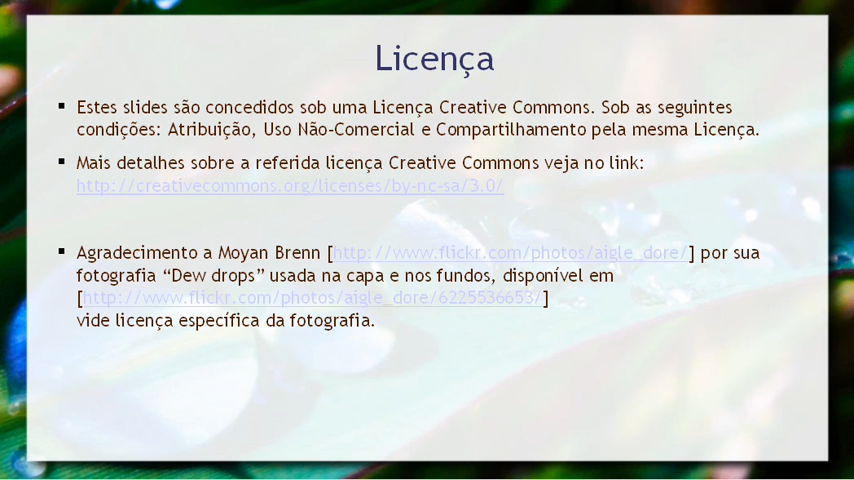 Licença
▪ Estes slides são concedidos sob uma Licença Creative Commons. Sob as seguintes
condições: Atribuição, Uso Não-Comercial e Compartilhamento pela mesma Licença.
▪ Mais detalhes sobre a referida licença Creative Commons veja no link:
http://creativecommons.org/licenses/by-nc-sa/3.0/
▪ Agradecimento a Moyan Brenn [http://www.flickr.com/photos/aigle_dore/] por sua
fotografia “Dew drops” usada na capa e nos fundos, disponível em
[http://www.flickr.com/photos/aigle_dore/6225536653/]
vide licença específica da fotografia.